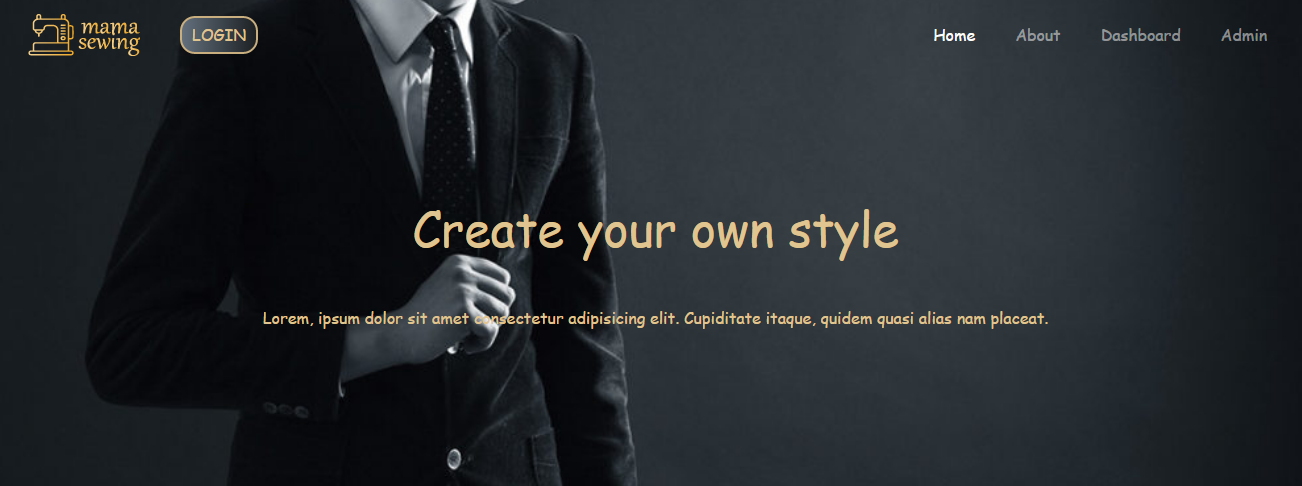 mama
sewing
LOGIN
Home About Dashboard Admin
Create your own style
Lorem, ipsum dolor sit amet consectetur adipisicing elit. Cupiditate itaque, quidem quasi alias nam placeat.